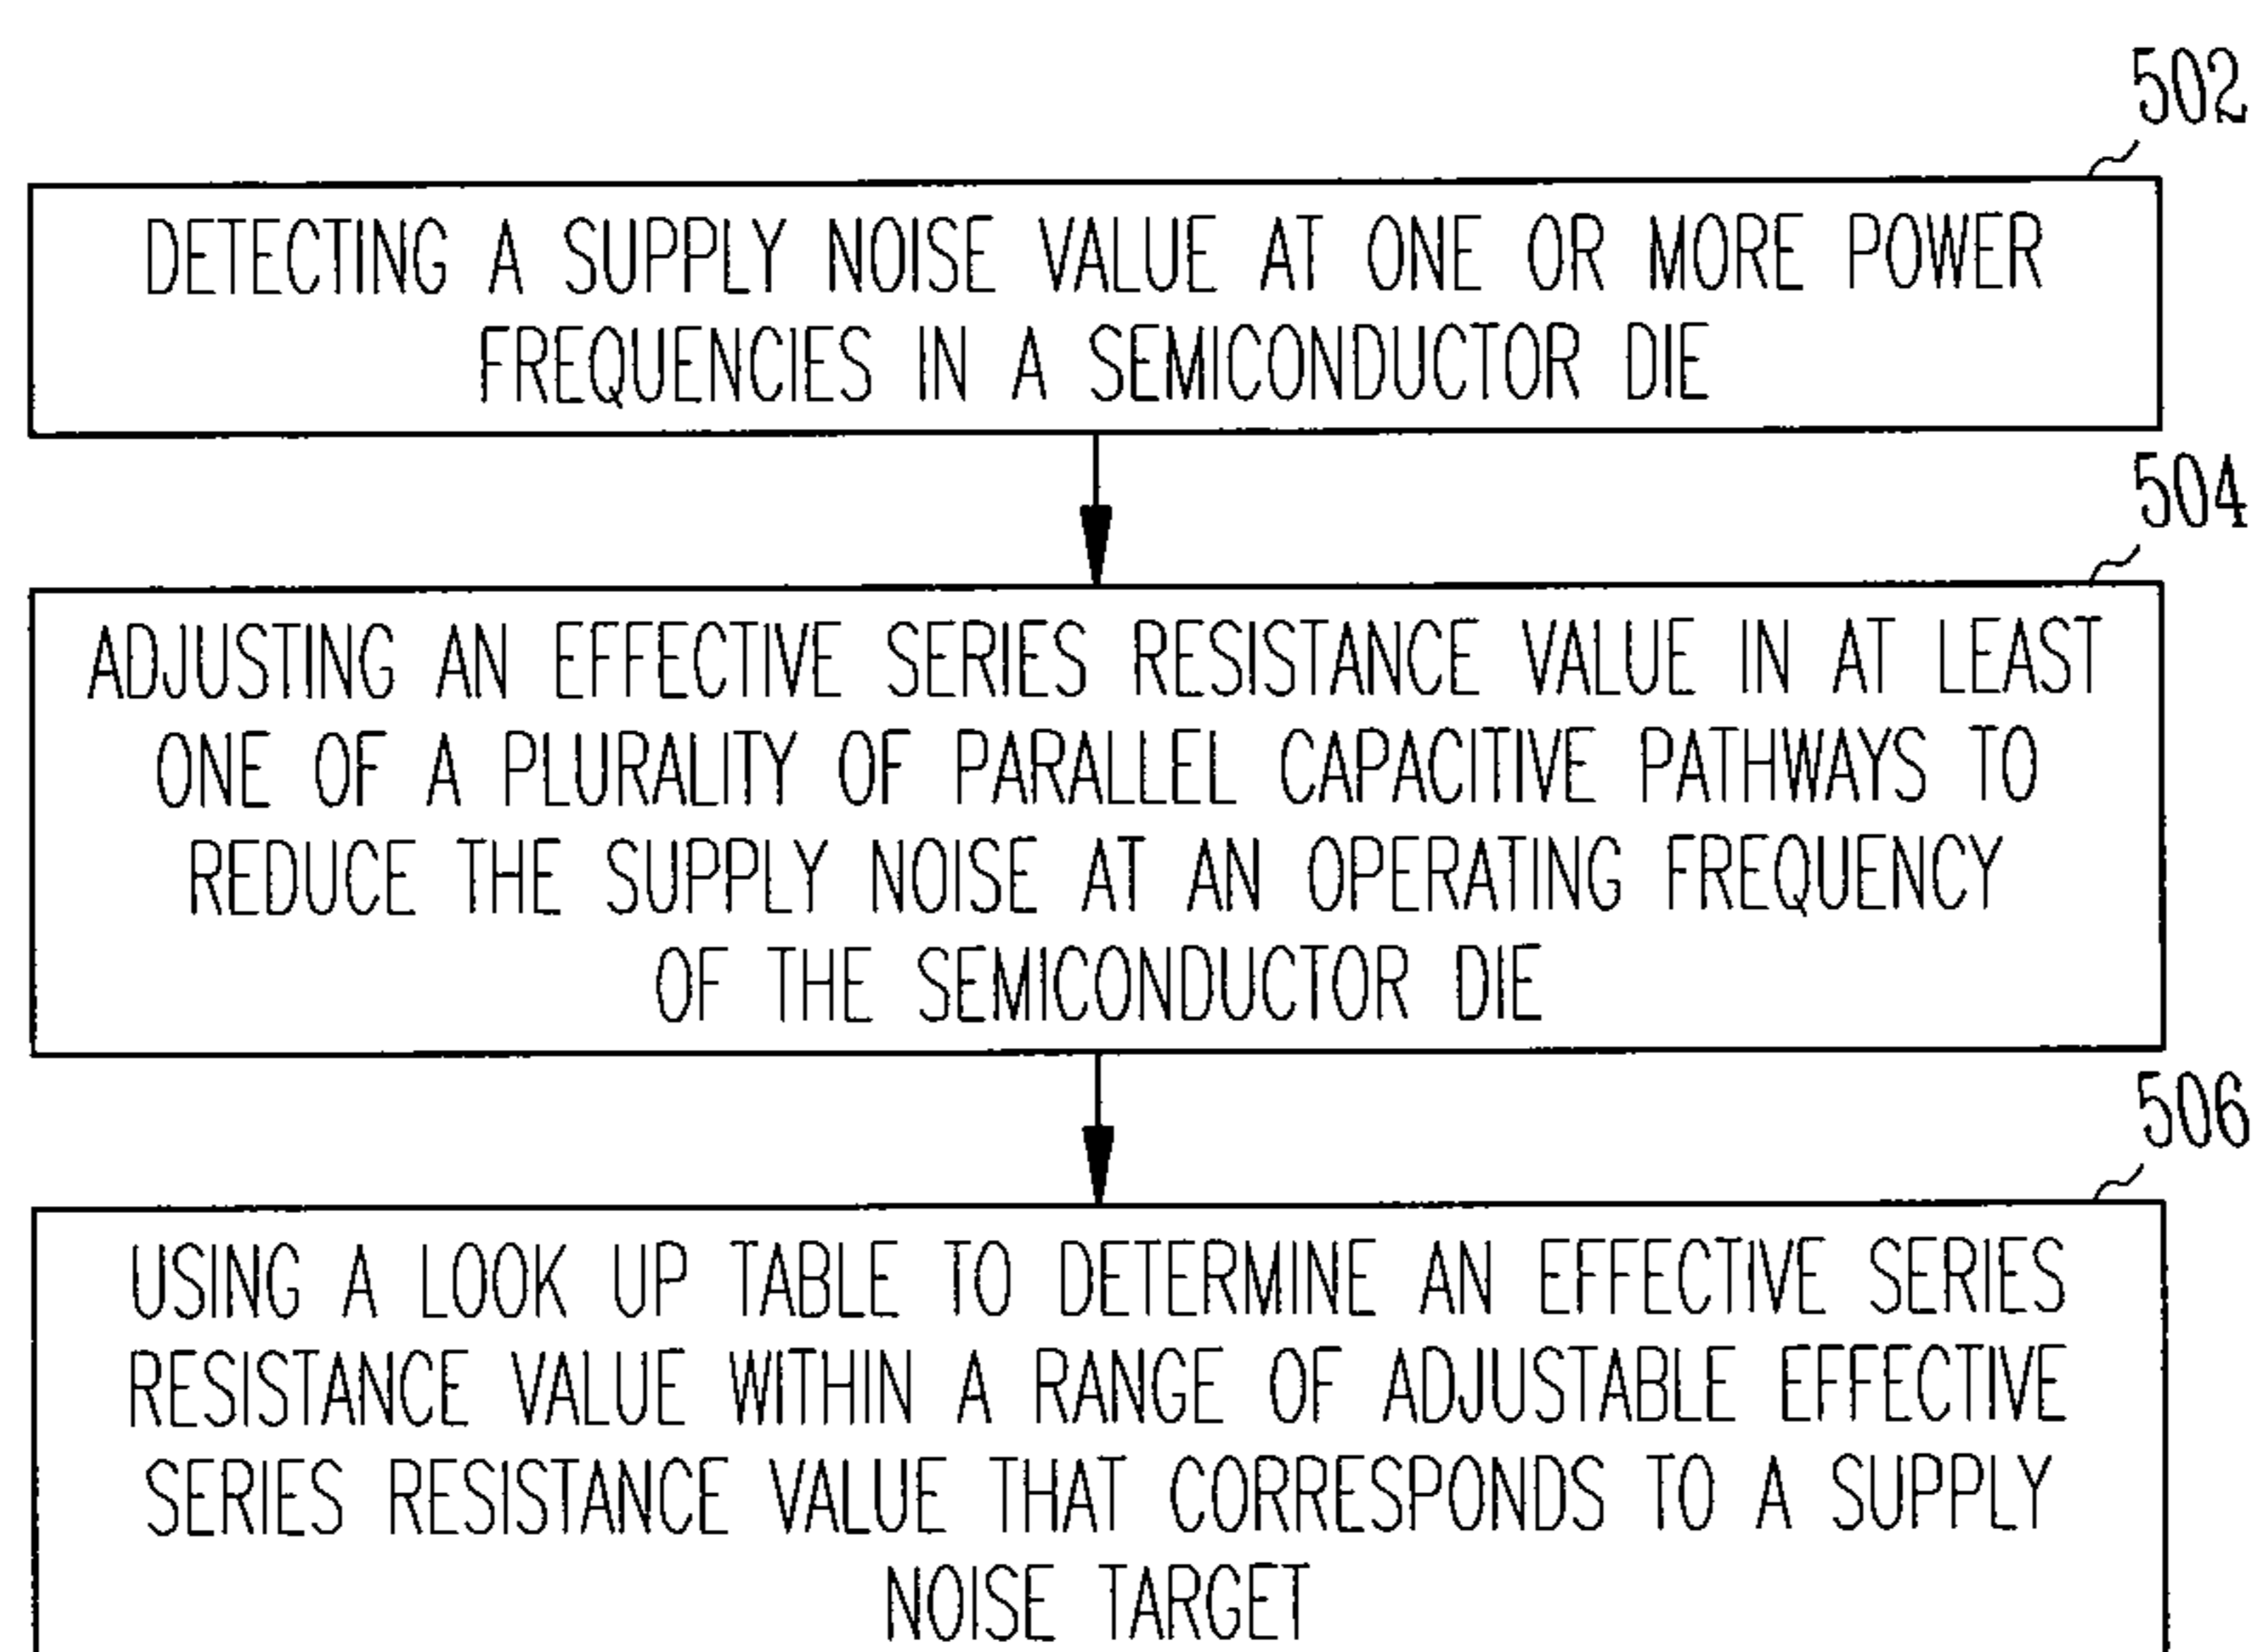 502
DETECTING A SUPPLY NOISE VALUE AT ONE OR MORE POWER
FREQUENCIES IN A SEMICONDUCTOR DIE
504
ADJUSTING AN EFFECTIVE SERIES RESISTANCE VALUE IN AT LEAST
ONE OF A PLURALITY OF PARALLEL CAPACITIVE PATHWAYS TO
REDUCE THE SUPPLY NOISE AT AN OPERATING FREQUENCY
OF THE SEMICONDUCTOR DIE
506
USING A LOOK UP TABLE TO DETERMINE AN EFFECTIVE SERIES
RESISTANCE VALUE WITHIN A RANGE OF ADJUSTABLE EFFECTIVE
SERIES RESISTANCE VALUE THAT CORRESPONDS TO A SUPPLY
NOISE TARGET